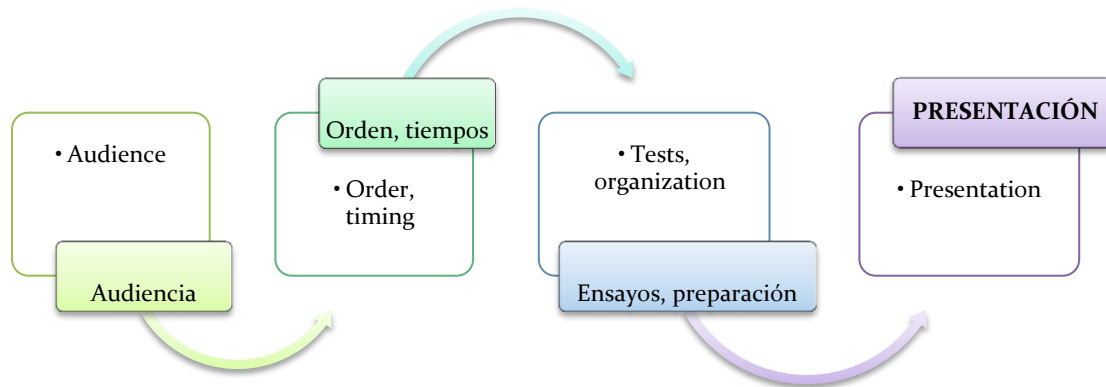 • Audience
Audiencia
Orden, tiempos
• Order,
timing
• Tests,
organization
Ensayos, preparación
PRESENTACIÓN
• Presentation